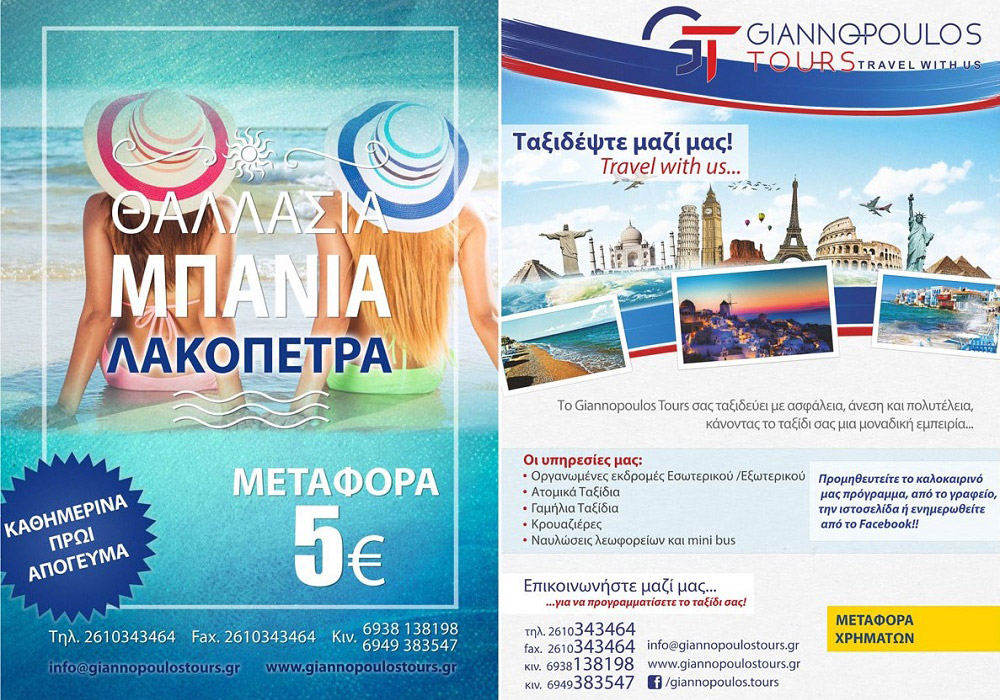 ΘΑΛΛΑΣΙΑ
ΜΠΑΝΙΑ
ΛΑΚΟΠΕΤΡΑ
ΜΕΤΑΦΟΡΑ
5€
ΚΑΘΗΜΕΡΙΝΑ
ΠΡΩΙ
ΑΠΟΓΕΥΜΑ
Τηλ. 2610343464 Fax. 2610343464 Κιν. 6938 138198
6949 383547
info@giannopoulostours.gr www.giannopoulostours.gr
GT GIANNOPOULOS
TOURS TRAVEL WITH US
Ταξιδέψτε μαζί μας!
Travel with us...
Το Giannopoulos Tours σας ταξιδεύει με ασφάλεια, άνεση και πολυτέλεια,
κάνοντας το ταξίδι σας μια μοναδική εμπειρία...
Οι υπηρεσίες μας:
• Οργανωμένες εκδρομές Εσωτερικού /Εξωτερικού
• Ατομικά Ταξίδια
• Γαμήλια Ταξίδια
• Κρουαζιέρες
• Ναυλώσεις λεωφορείων και mini bus
Προμηθευτείτε το καλοκαιρινό
μας πρόγραμμα, από το γραφείο,
την ιστοσελίδα ή ενημερωθείτε
από το Facebook!!
Επικοινωνήστε μαζί μας...
...για να προγραμματίσετε το ταξίδι σας!
τηλ. 2610343464
fax. 2610343464
κιν. 6938138198
κιν. 6949383547
info@giannopoulostours.gr
www.giannopoulostours.gr
f /giannopoulos.tours
ΜΕΤΑΦΟΡΑ
ΧΡΗΜΑΤΩΝ